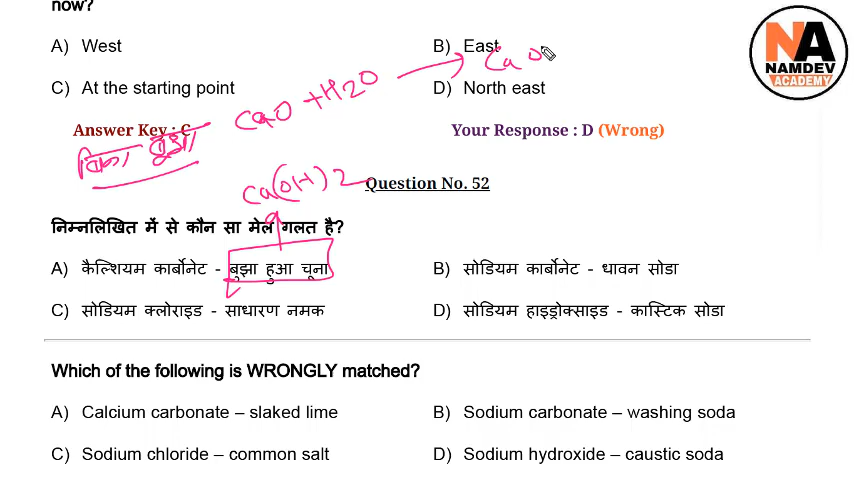 now?
A) West
B) East
C) At the starting point
D) North east
CaO + H2O → Ca O
Answer Key : C
Your Response : D (Wrong)
बिना बुझा
Ca(OH)2
Question No. 52
निम्नलिखित में से कौन सा मेल गलत है?
A) कैल्शियम कार्बोनेट - बुझा हुआ चूना
B) सोडियम कार्बोनेट - धावन सोडा
C) सोडियम क्लोराइड - साधारण नमक
D) सोडियम हाइड्रोक्साइड - कास्टिक सोडा
Which of the following is WRONGLY matched?
A) Calcium carbonate – slaked lime
B) Sodium carbonate – washing soda
C) Sodium chloride – common salt
D) Sodium hydroxide – caustic soda
NA
NAMDEV
ACADEMY